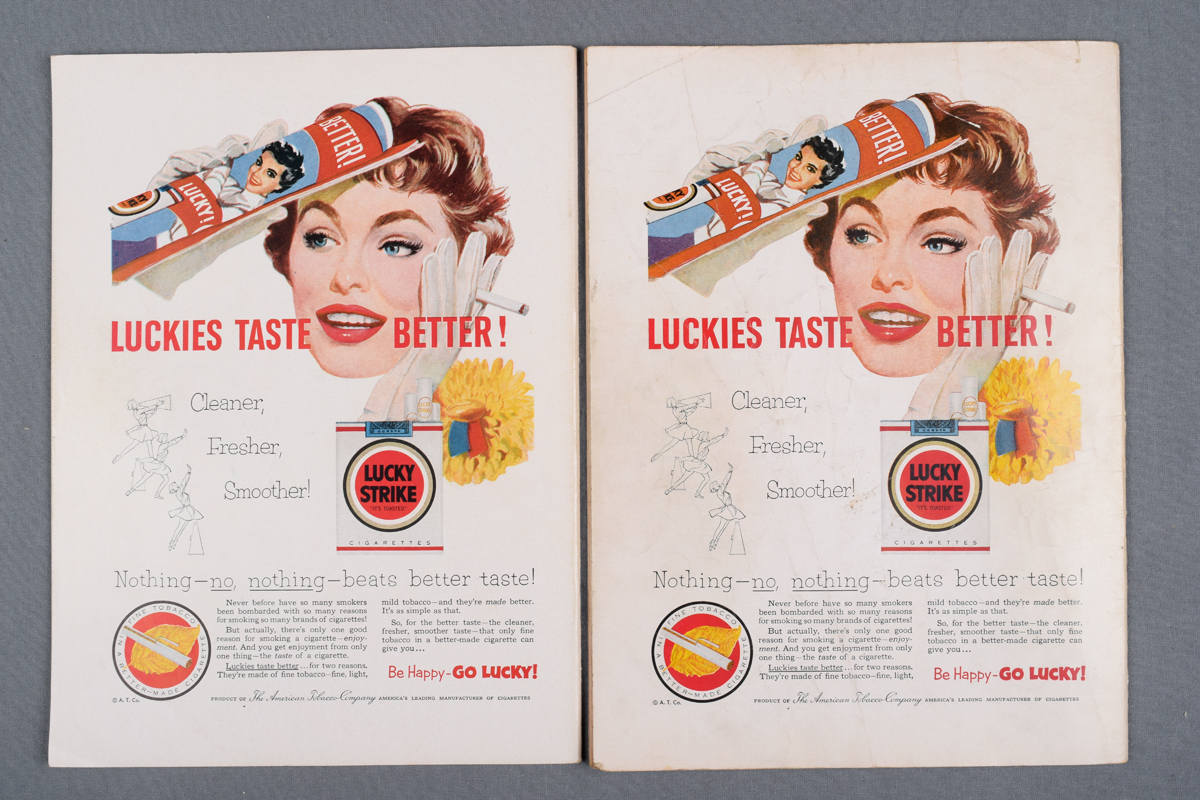 BETTER!
LUCKY!
LUCKIES TASTE BETTER!
Cleaner,
Fresher,
Smoother!
LUCKY
STRIKE
"IT'S TOASTED"
CIGARETTES
Nothing—no, nothing—beats better taste!
FINE TOBACCO
IN A BETTER-MADE CIGARETTE
Never before have so many smokers
been bombarded with so many reasons
for smoking so many brands of cigarettes!
But actually, there's only one good
reason for smoking a cigarette—enjoy-
ment. And you get enjoyment from only
one thing—the taste of a cigarette.
Luckies taste better...for two reasons.
They're made of fine tobacco—fine, light,
mild tobacco—and they're made better.
It's as simple as that.
So, for the better taste—the cleaner,
fresher, smoother taste—that only fine
tobacco in a better-made cigarette can
give you...
Be Happy-GO LUCKY!
© A. T. Co.
PRODUCT OF The American Tobacco Company AMERICA'S LEADING MANUFACTURER OF CIGARETTES
BETTER!
LUCKY!
LUCKIES TASTE BETTER!
Cleaner,
Fresher,
Smoother!
LUCKY
STRIKE
"IT'S TOASTED"
CIGARETTES
Nothing—no, nothing—beats better taste!
FINE TOBACCO
IN A BETTER-MADE CIGARETTE
Never before have so many smokers
been bombarded with so many reasons
for smoking so many brands of cigarettes!
But actually, there's only one good
reason for smoking a cigarette—enjoy-
ment. And you get enjoyment from only
one thing—the taste of a cigarette.
Luckies taste better...for two reasons.
They're made of fine tobacco—fine, light,
mild tobacco—and they're made better.
It's as simple as that.
So, for the better taste—the cleaner,
fresher, smoother taste—that only fine
tobacco in a better-made cigarette can
give you...
Be Happy-GO LUCKY!
© A. T. Co.
PRODUCT OF The American Tobacco Company AMERICA'S LEADING MANUFACTURER OF CIGARETTES